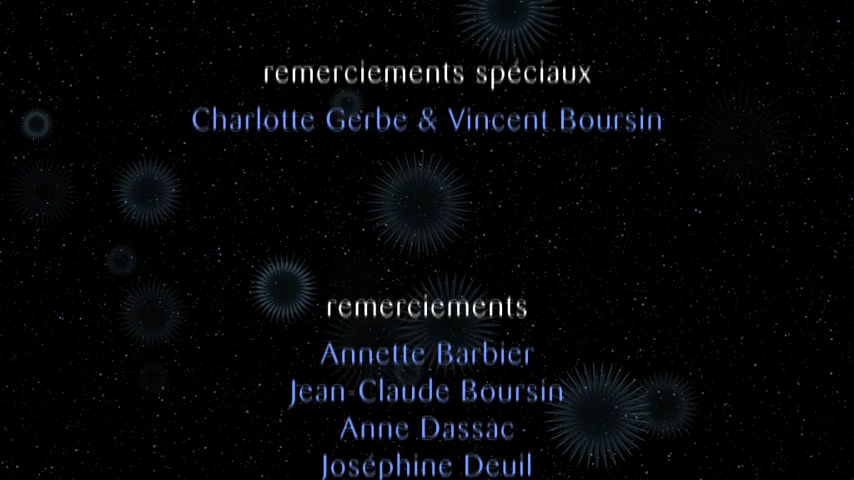 remerciements spéciaux
Charlotte Gerbe & Vincent Boursin
remerciements
Annette Barbier
Jean-Claude Boursin
Anne Dassac
Joséphine Deuil